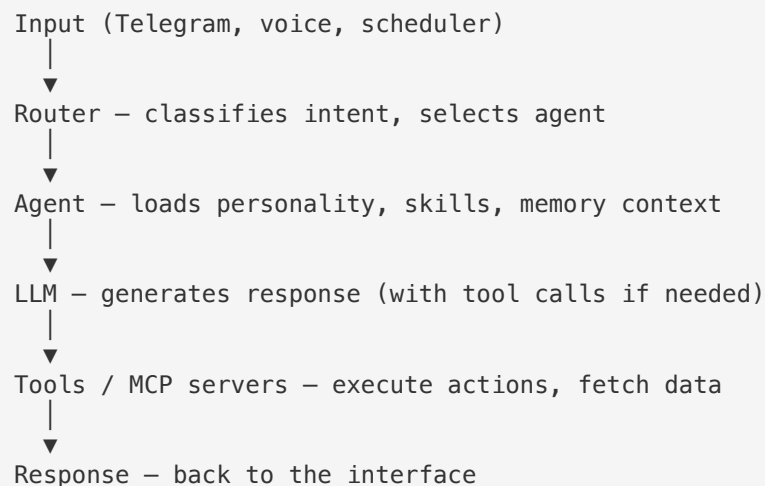 Input (Telegram, voice, scheduler)
Router — classifies intent, selects agent
Agent — loads personality, skills, memory context
LLM — generates response (with tool calls if needed)
Tools / MCP servers — execute actions, fetch data
Response — back to the interface